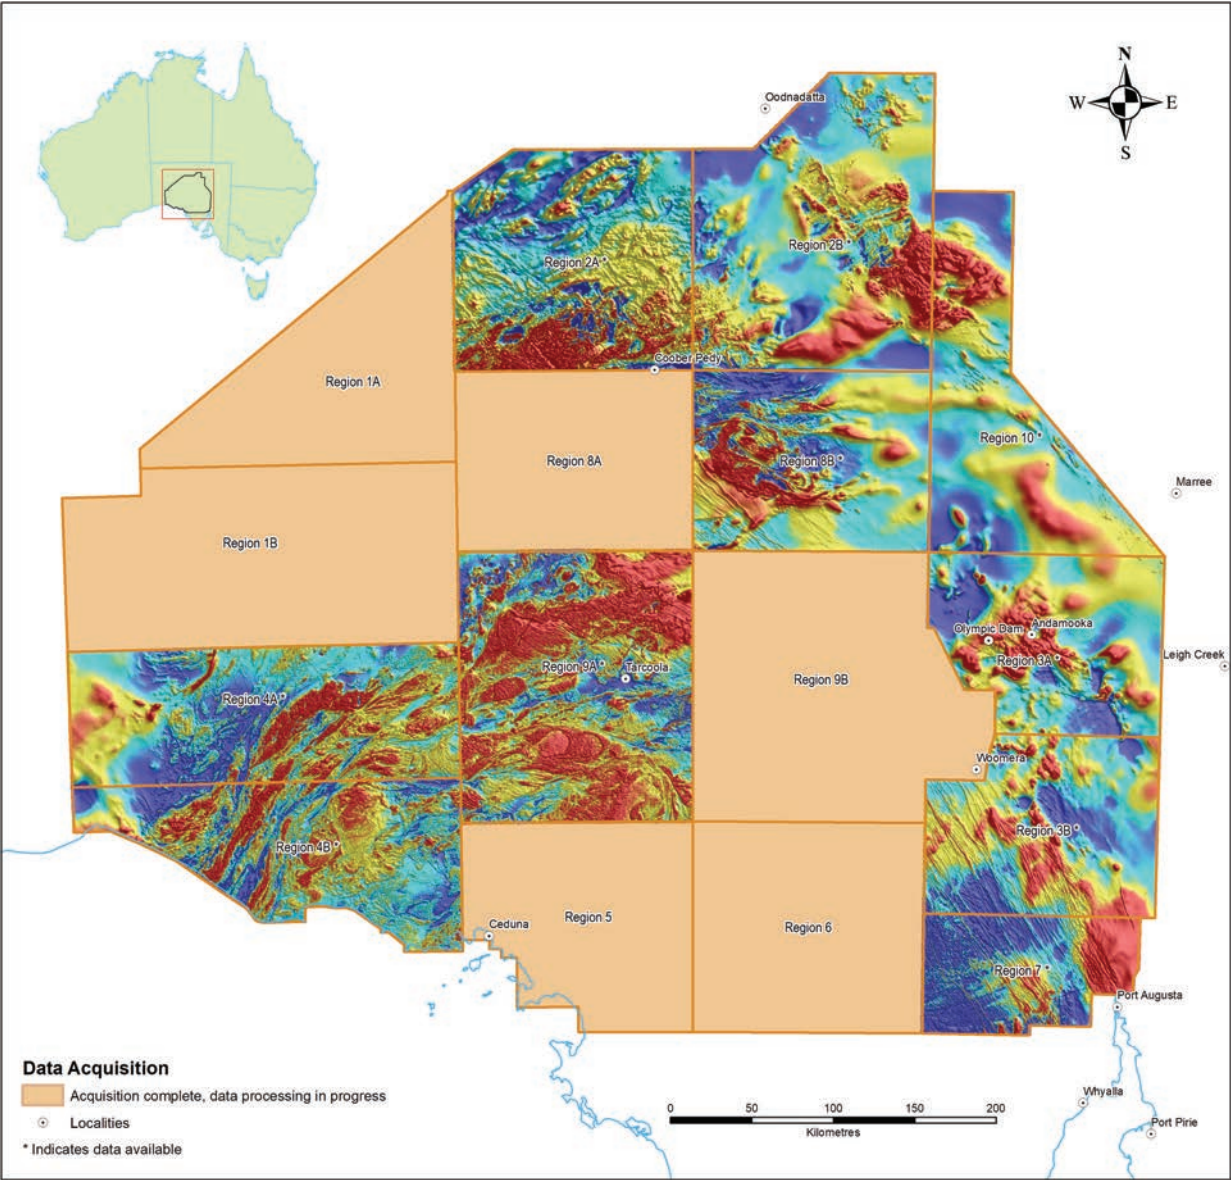 N
W E
S
Oodnadatta
Region 2A *
Region 2B *
Coober Pedy
Region 1A
Region 8A
Region 8B *
Region 10 *
Marree
Region 1B
Olympic Dam
Andamooka
Region 3A *
Leigh Creek
Region 9A *
Tarcoola
Region 9B
Region 4A *
Woomera
Region 3B *
Region 4B *
Ceduna
Region 5
Region 6
Region 7 *
Port Augusta
Whyalla
Port Pirie
Data Acquisition
Acquisition complete, data processing in progress
Localities
* Indicates data available
0 50 100 150 200
Kilometres